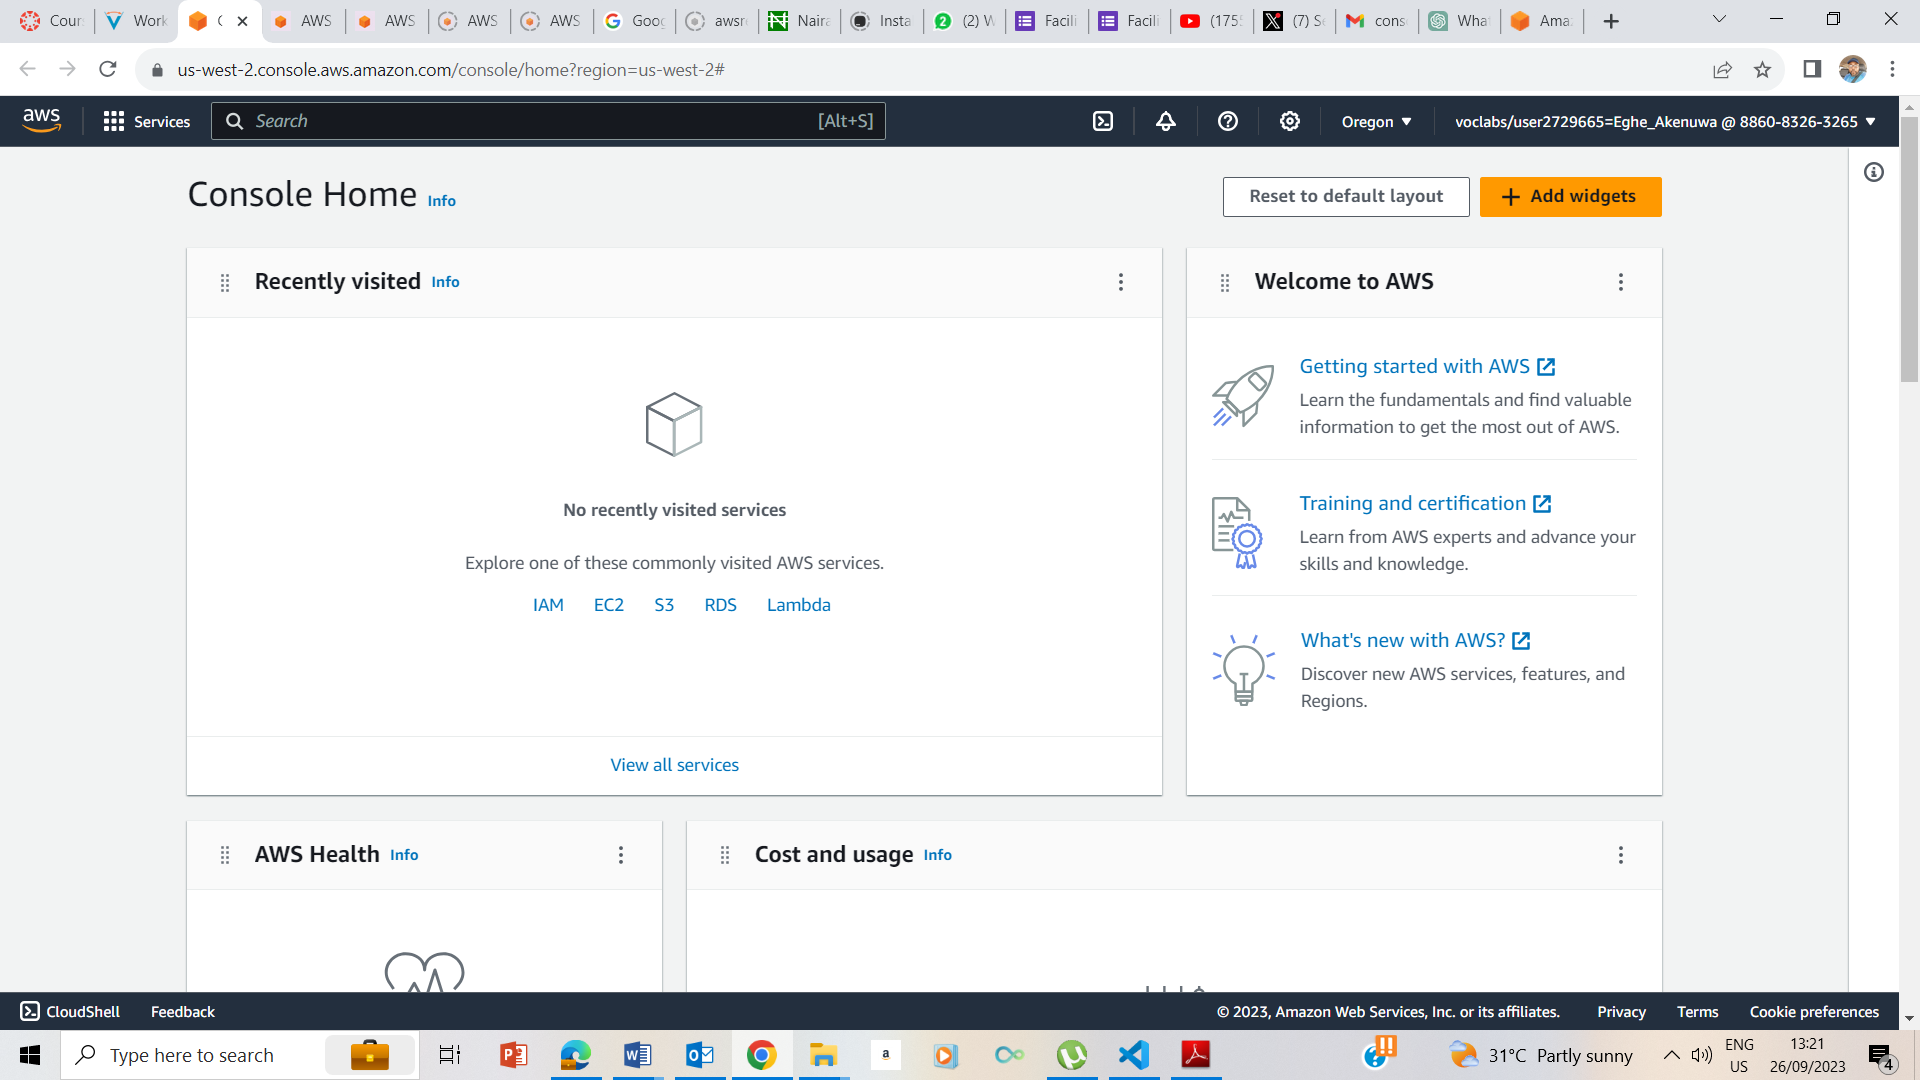 Cour
Work
C
AWS
AWS
AWS
AWS
Goog
awsre
Naira
Insta
(2) W
Facili
Facili
(175
(7) Se
cons
What
Amaz
us-west-2.console.aws.amazon.com/console/home?region=us-west-2#
aws
Services
Search
[Alt+S]
Oregon
voclabs/user2729665=Eghe_Akenuwa @ 8860-8326-3265
Console Home Info
Reset to default layout
Add widgets
Recently visited Info
Welcome to AWS
No recently visited services
Explore one of these commonly visited AWS services.
IAM EC2 S3 RDS Lambda
View all services
Getting started with AWS
Learn the fundamentals and find valuable
information to get the most out of AWS.
Training and certification
Learn from AWS experts and advance your
skills and knowledge.
What's new with AWS?
Discover new AWS services, features, and
Regions.
AWS Health Info
Cost and usage Info
CloudShell
Feedback
© 2023, Amazon Web Services, Inc. or its affiliates.
Privacy
Terms
Cookie preferences
Type here to search
31°C Partly sunny
ENG
US
13:21
26/09/2023
4